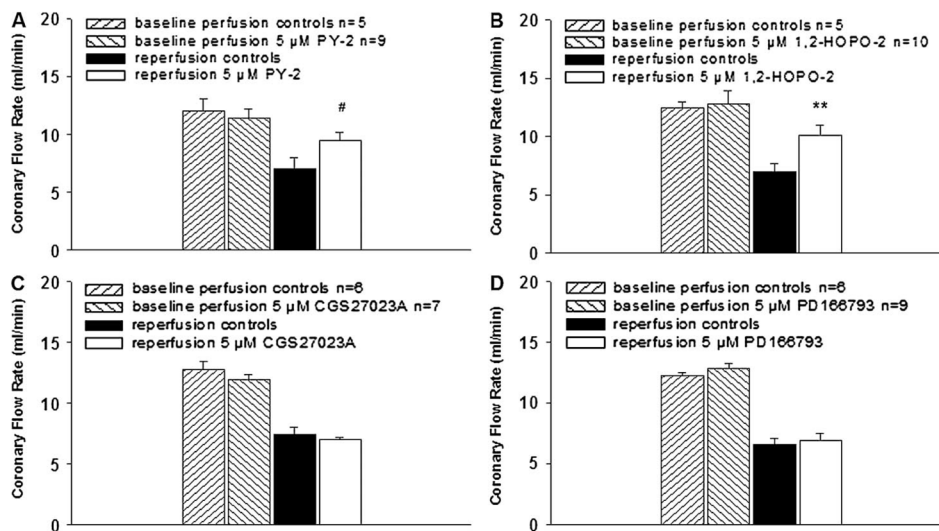 A
baseline perfusion controls n=5
baseline perfusion 5 µM PY-2 n=9
reperfusion controls
reperfusion 5 µM PY-2
Coronary Flow Rate (ml/min)
20
15
10
5
0
#
B
baseline perfusion controls n=5
baseline perfusion 5 µM 1,2-HOPO-2 n=10
reperfusion controls
reperfusion 5 µM 1,2-HOPO-2
Coronary Flow Rate (ml/min)
20
15
10
5
0
**
C
baseline perfusion controls n=6
baseline perfusion 5 µM CGS27023A n=7
reperfusion controls
reperfusion 5 µM CGS27023A
Coronary Flow Rate (ml/min)
20
15
10
5
0
D
baseline perfusion controls n=6
baseline perfusion 5 µM PD166793 n=9
reperfusion controls
reperfusion 5 µM PD166793
Coronary Flow Rate (ml/min)
20
15
10
5
0